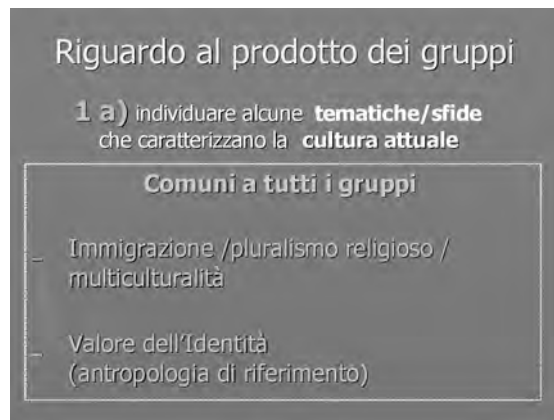 Riguardo al prodotto dei gruppi
1 a) individuare alcune tematiche/sfide
che caratterizzano la cultura attuale
Comuni a tutti i gruppi
_ Immigrazione /pluralismo religioso /
multiculturalità
_ Valore dell'Identità
(antropologia di riferimento)